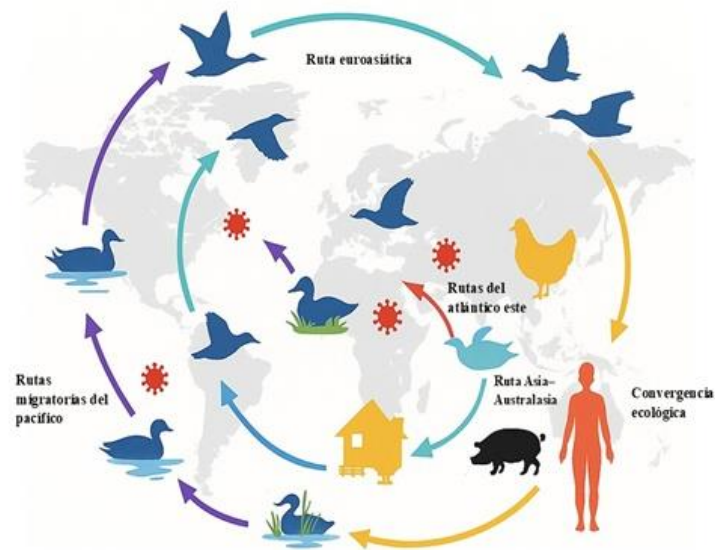 Ruta euroasiática
Rutas del
atlántico este
Rutas
migratorias del
pacífico
Ruta Asia–
Australasia
Convergencia
ecológica